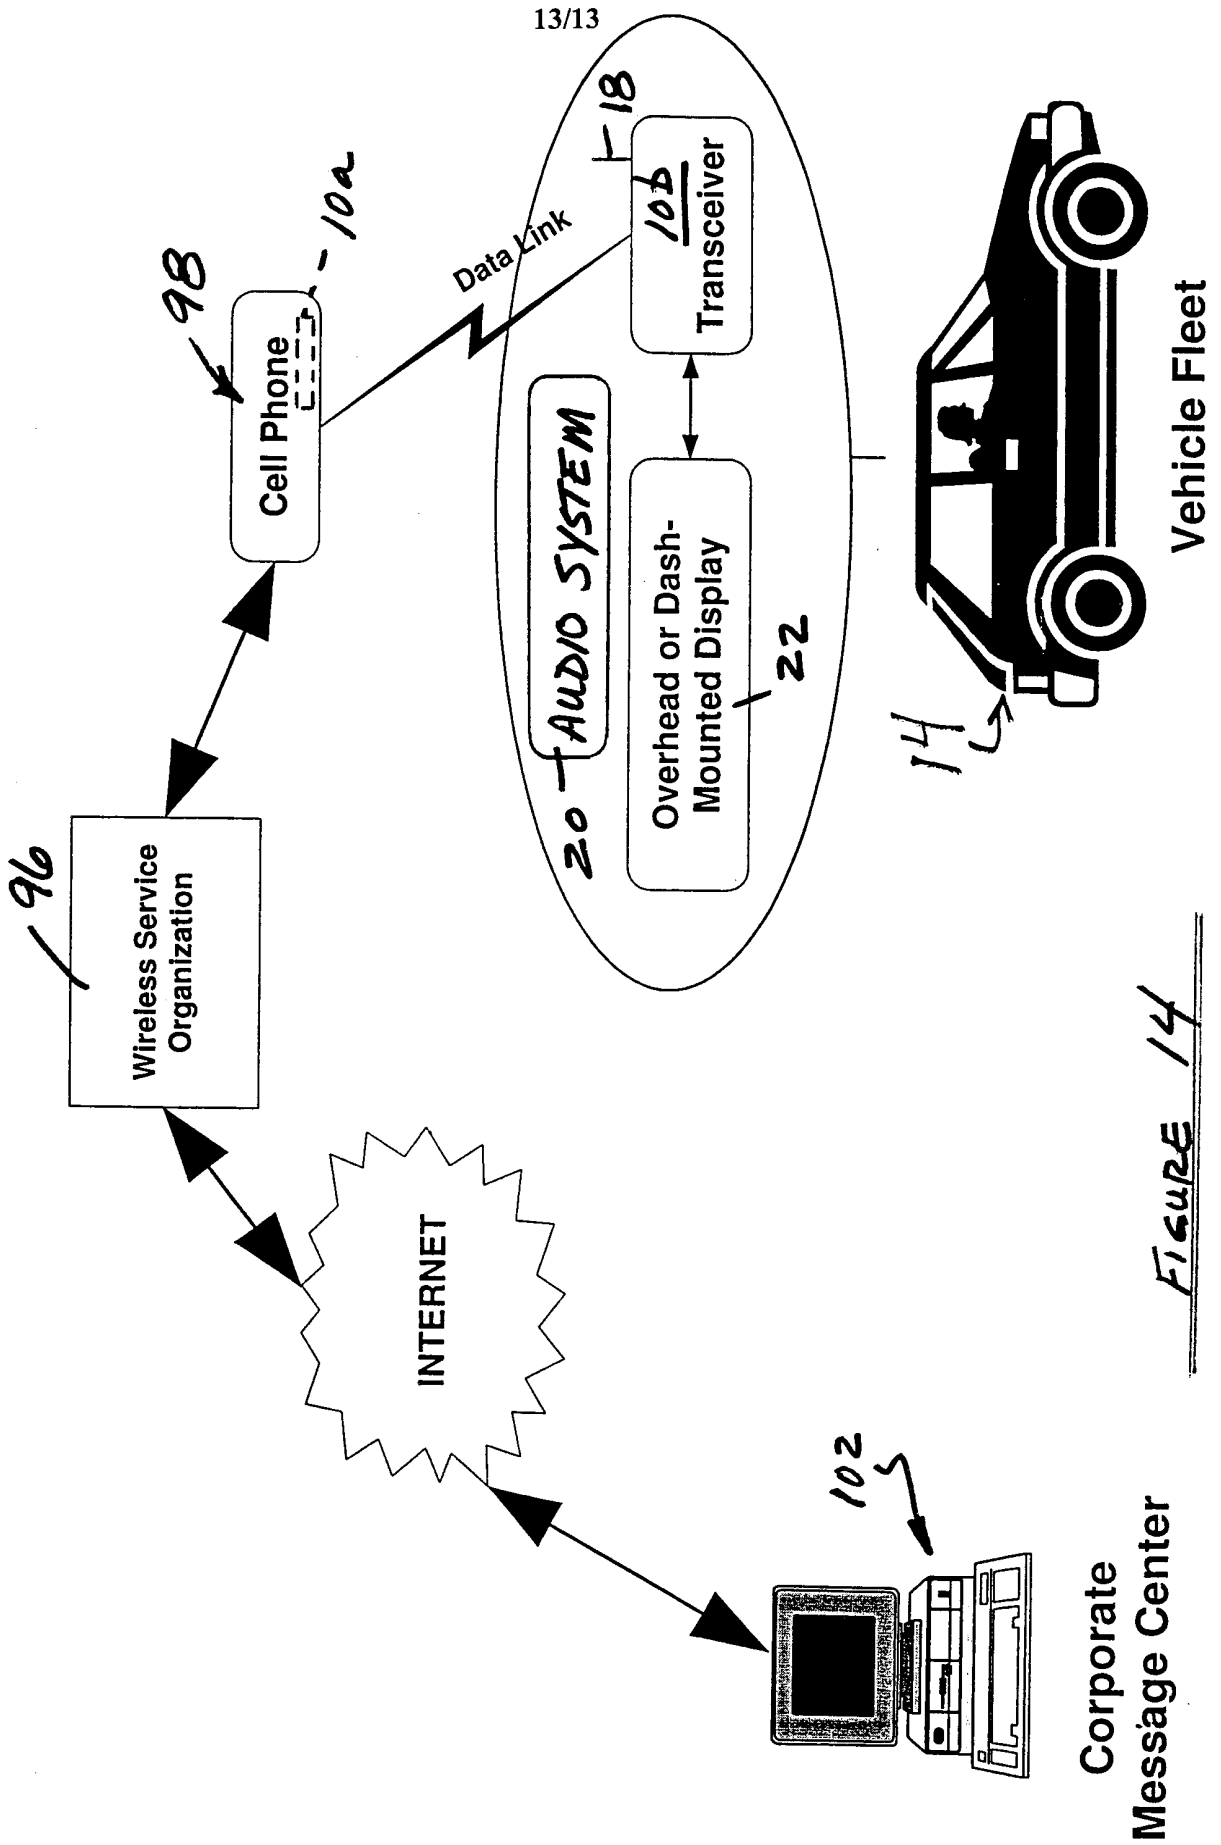 13/13
96
Wireless Service
Organization
98
Cell Phone
10a
Data Link
INTERNET
20
AUDIO SYSTEM
18
10b
Transceiver
Overhead or Dash-
Mounted Display
22
102
Corporate
Message Center
14
Vehicle Fleet
FIGURE 14